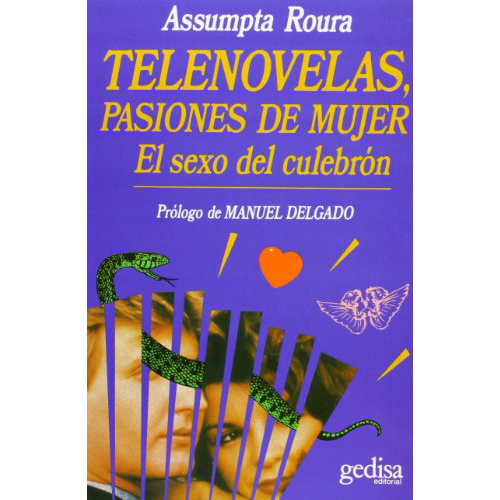 Assumpta Roura
TELENOVELAS,
PASIONES DE MUJER
El sexo del culebrón
Prólogo de MANUEL DELGADO
gedisa
editorial